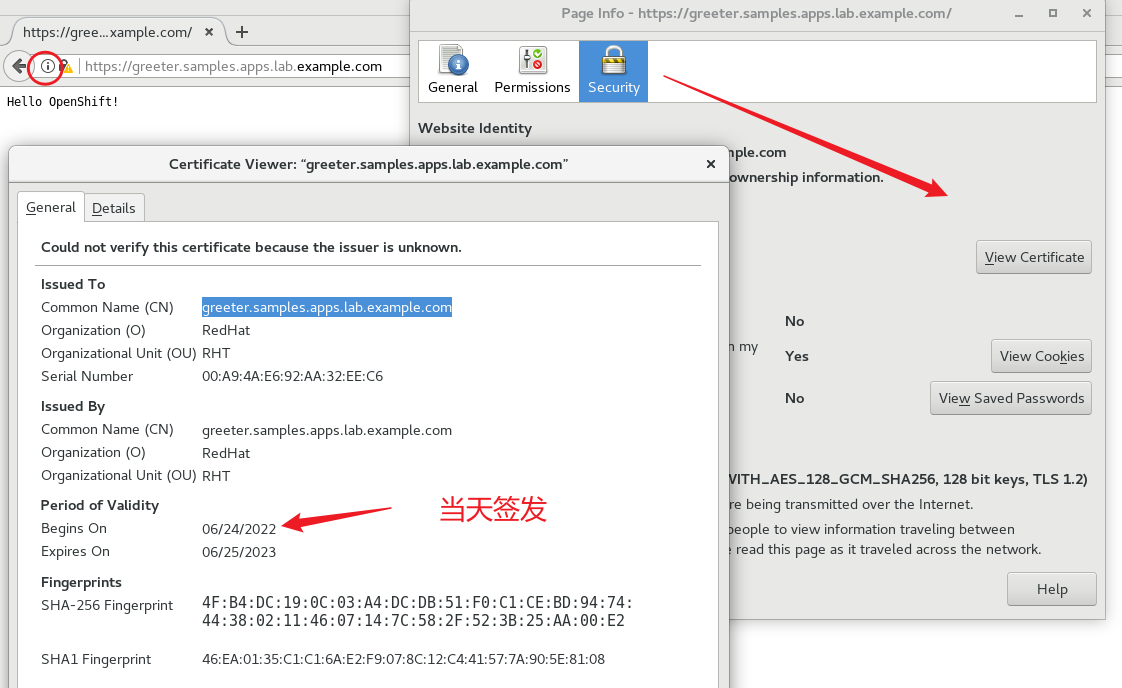 https://gree...xample.com/
Page Info - https://greeter.samples.apps.lab.example.com/
https://greeter.samples.apps.lab.example.com
Hello OpenShift!
General
Permissions
Security
Website Identity
ownership information.
View Certificate
No
my
Yes
View Cookies
No
View Saved Passwords
WITH_AES_128_GCM_SHA256, 128 bit keys, TLS 1.2)
being transmitted over the Internet.
people to view information traveling between
read this page as it traveled across the network.
Help
Certificate Viewer: “greeter.samples.apps.lab.example.com”
General
Details
Could not verify this certificate because the issuer is unknown.
Issued To
Common Name (CN) greeter.samples.apps.lab.example.com
Organization (O) RedHat
Organizational Unit (OU) RHT
Serial Number 00:A9:4A:E6:92:AA:32:EE:C6
Issued By
Common Name (CN) greeter.samples.apps.lab.example.com
Organization (O) RedHat
Organizational Unit (OU) RHT
Period of Validity
Begins On 06/24/2022
当天签发
Expires On 06/25/2023
Fingerprints
SHA-256 Fingerprint 4F:B4:DC:19:0C:03:A4:DC:DB:51:F0:C1:CE:BD:94:74:
44:38:02:11:46:07:14:7C:58:2F:52:3B:25:AA:00:E2
SHA1 Fingerprint 46:EA:01:35:C1:C1:6A:E2:F9:07:8C:12:C4:41:57:7A:90:5E:81:08